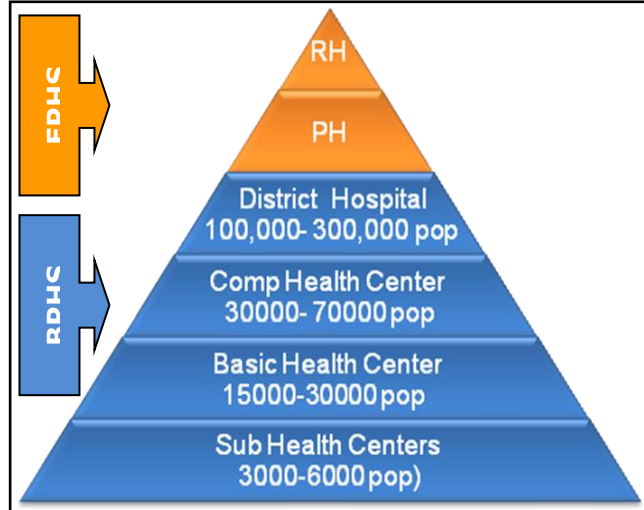 RH
PH
District Hospital
100,000- 300,000 pop
Comp Health Center
30000- 70000 pop
Basic Health Center
15000-30000 pop
Sub Health Centers
3000-6000 pop)